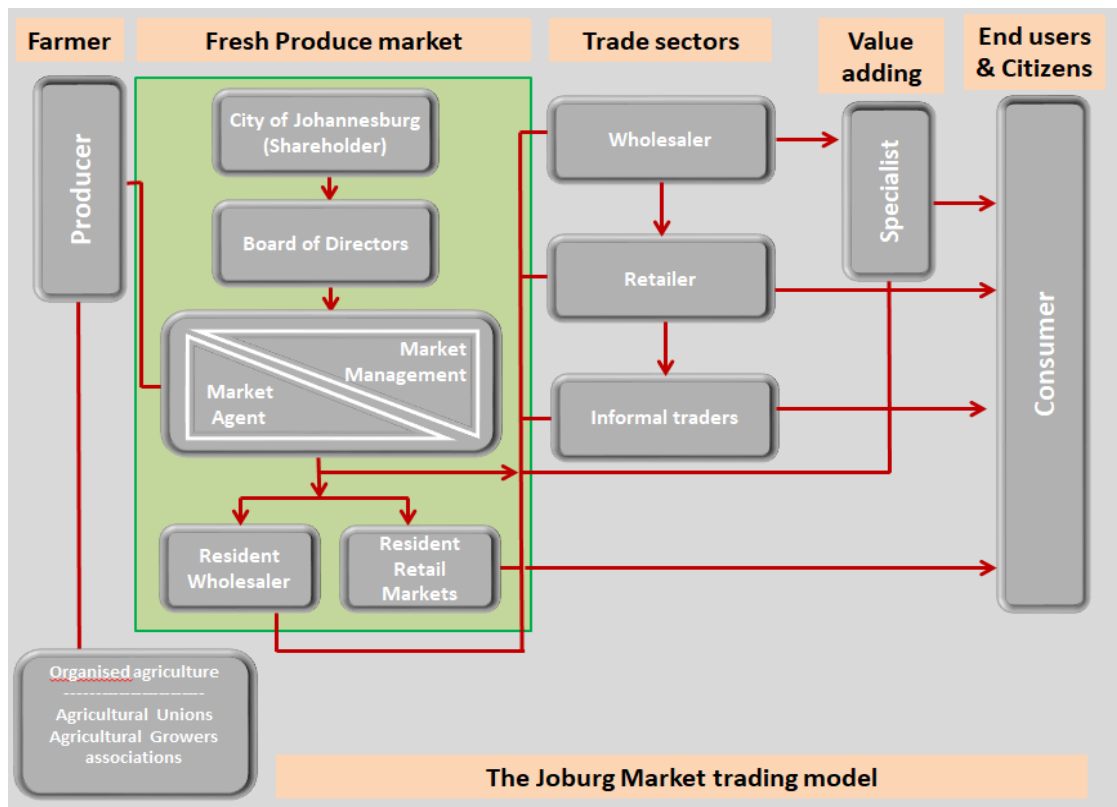 Farmer
Fresh Produce market
Trade sectors
Value
adding
End users
& Citizens
Producer
City of Johannesburg
(Shareholder)
Board of Directors
Market
Management
Market
Agent
Resident
Wholesaler
Resident
Retail
Markets
Wholesaler
Retailer
Informal traders
Specialist
Consumer
Organised agriculture
------------------------
Agricultural Unions
Agricultural Growers
associations
The Joburg Market trading model